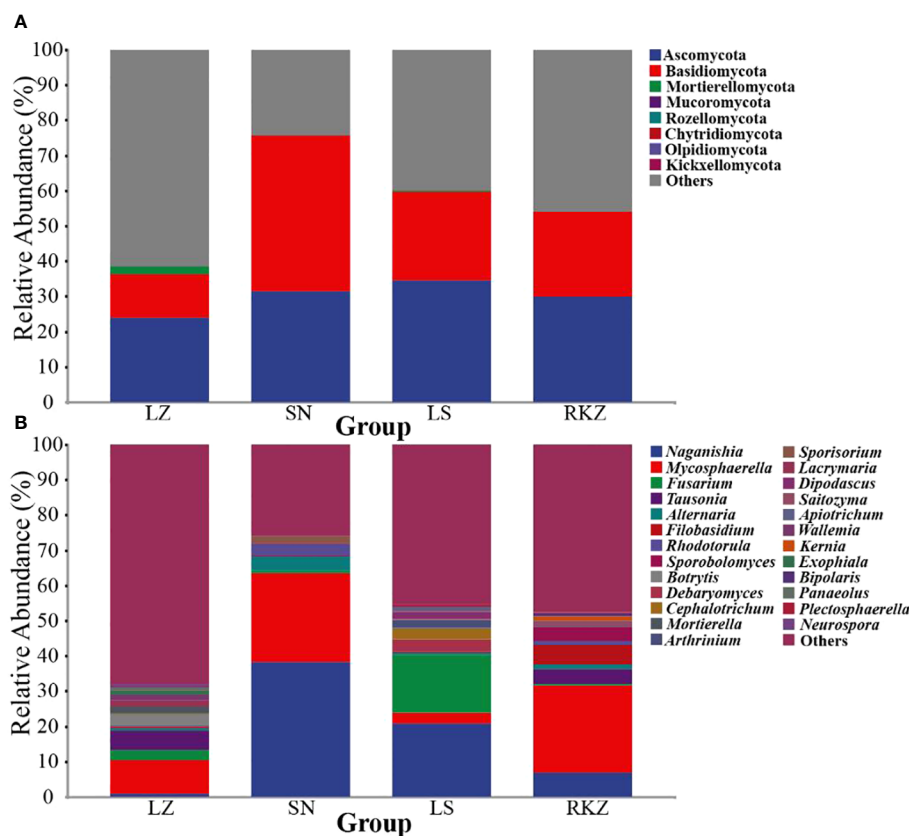 A
Relative Abundance (%)
100
90
80
70
60
50
40
30
20
10
0
LZ
SN
LS
RKZ
Group
Ascomycota
Basidiomycota
Mortierellomycota
Mucoromycota
Rozellomycota
Chytridiomycota
Olpidiomycota
Kickxellomycota
Others
B
Relative Abundance (%)
100
90
80
70
60
50
40
30
20
10
0
LZ
SN
LS
RKZ
Group
Naganishia
Mycosphaerella
Fusarium
Tausonia
Alternaria
Filobasidium
Rhodotorula
Sporobolomyces
Botrytis
Debaryomyces
Cephalotrichum
Mortierella
Arthrinium
Sporisorium
Lacrymaria
Dipodascus
Saitozyma
Apiotrichum
Wallemia
Kernia
Exophiala
Bipolaris
Panaeolus
Plectosphaerella
Neurospora
Others